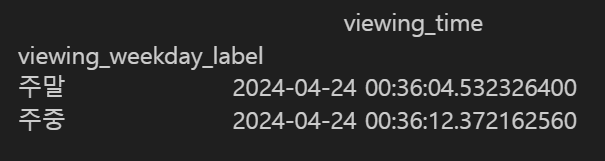 viewing_time
viewing_weekday_label
주말 2024-04-24 00:36:04.532326400
주중 2024-04-24 00:36:12.372162560